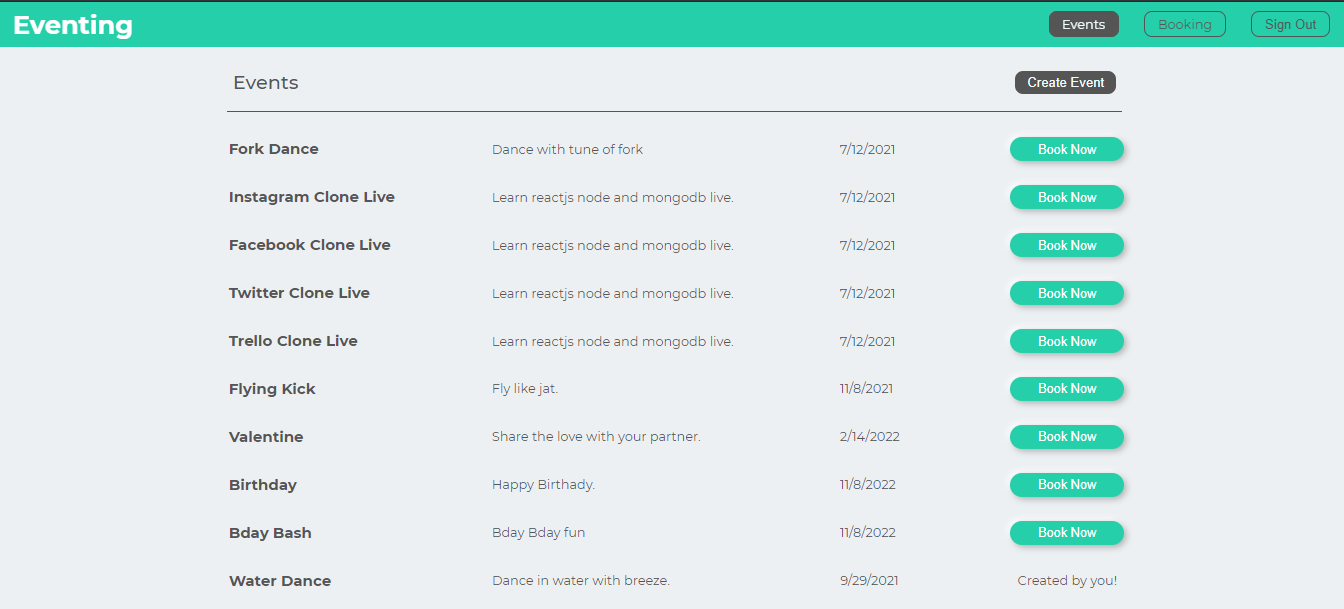 Eventing Events Booking Sign Out
Events Create Event
Fork Dance Dance with tune of fork 7/12/2021 Book Now
Instagram Clone Live Learn reactjs node and mongodb live. 7/12/2021 Book Now
Facebook Clone Live Learn reactjs node and mongodb live. 7/12/2021 Book Now
Twitter Clone Live Learn reactjs node and mongodb live. 7/12/2021 Book Now
Trello Clone Live Learn reactjs node and mongodb live. 7/12/2021 Book Now
Flying Kick Fly like jat. 11/8/2021 Book Now
Valentine Share the love with your partner. 2/14/2022 Book Now
Birthday Happy Birthady. 11/8/2022 Book Now
Bday Bash Bday Bday fun 11/8/2022 Book Now
Water Dance Dance in water with breeze. 9/29/2021 Created by you!